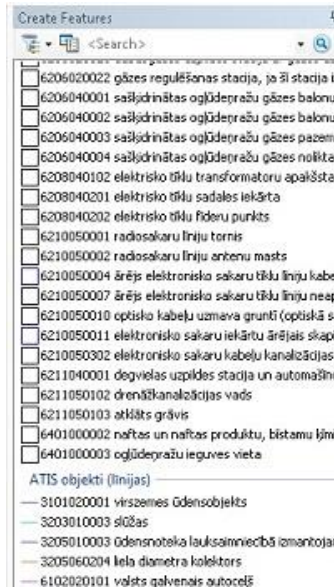 Create Features
<Search>
6206020022 gāzes regulēšanas stacija, ja šī stacija i
6206040001 sašķidrinātas ogļūdeņražu gāzes balonu
6206040002 sašķidrinātas ogļūdeņražu gāzes balonu
6206040003 sašķidrinātas ogļūdeņražu gāzes pazem
6206040004 sašķidrinātas ogļūdeņražu gāzes nolikta
6208040102 elektrisko tīklu transformatoru apakšsta
6208040201 elektrisko tīklu sadales iekārta
6208040202 elektrisko tīklu fīderu punkts
6210050001 radiosakaru līniju tornis
6210050002 radiosakaru līniju antenu masts
6210050004 ārējs elektronisko sakaru tīklu līniju kabe
6210050007 ārējs elektronisko sakaru tīklu līniju neap
6210050010 optisko kabeļu uzmava gruntī (optiskā s
6210050011 elektronisko sakaru iekārtu ārējais skapi
6210050302 elektronisko sakaru kabeļu kanalizācijas
6211040001 degvielas uzpildes stacija un automašīnu
6211050102 drenāžkanalizācijas vads
6211050103 atklāts grāvis
6401000002 naftas un naftas produktu, bīstamu ķīmi
6401000003 ogļūdeņražu ieguves vieta
ATIS objekti (līnijas)
3101020001 virszemes ūdensobjekts
3203010003 slūžas
3205010003 ūdensnoteka lauksaimniecībā izmantojam
3205060204 liela diametra kolektors
6102020101 valsts galvenais autoceļš